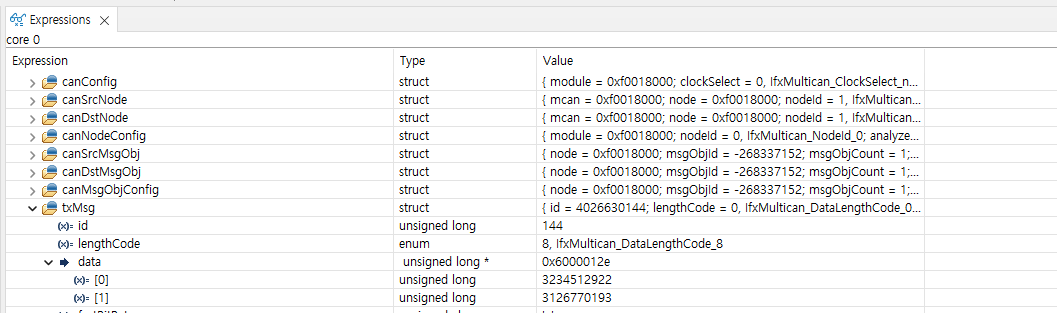 Expressions
core 0
Expression Type Value
canConfig struct { module = 0xf0018000; clockSelect = 0, IfxMultican_ClockSelect_n...
canSrcNode struct { mcan = 0xf0018000; node = 0xf0018000; nodeId = 1, IfxMultican...
canDstNode struct { mcan = 0xf0018000; node = 0xf0018000; nodeId = 1, IfxMultican...
canNodeConfig struct { module = 0xf0018000; nodeId = 0, IfxMultican_NodeId_0; analyze...
canSrcMsgObj struct { node = 0xf0018000; msgObjId = -268337152; msgObjCount = 1;...
canDstMsgObj struct { node = 0xf0018000; msgObjId = -268337152; msgObjCount = 1;...
canMsgObjConfig struct { node = 0xf0018000; msgObjId = -268337152; msgObjCount = 1;...
txMsg struct { id = 4026630144; lengthCode = 0, IfxMultican_DataLengthCode_0...
(x)= id unsigned long 144
(x)= lengthCode enum 8, IfxMultican_DataLengthCode_8
data unsigned long * 0x6000012e
(x)= [0] unsigned long 3234512922
(x)= [1] unsigned long 3126770193